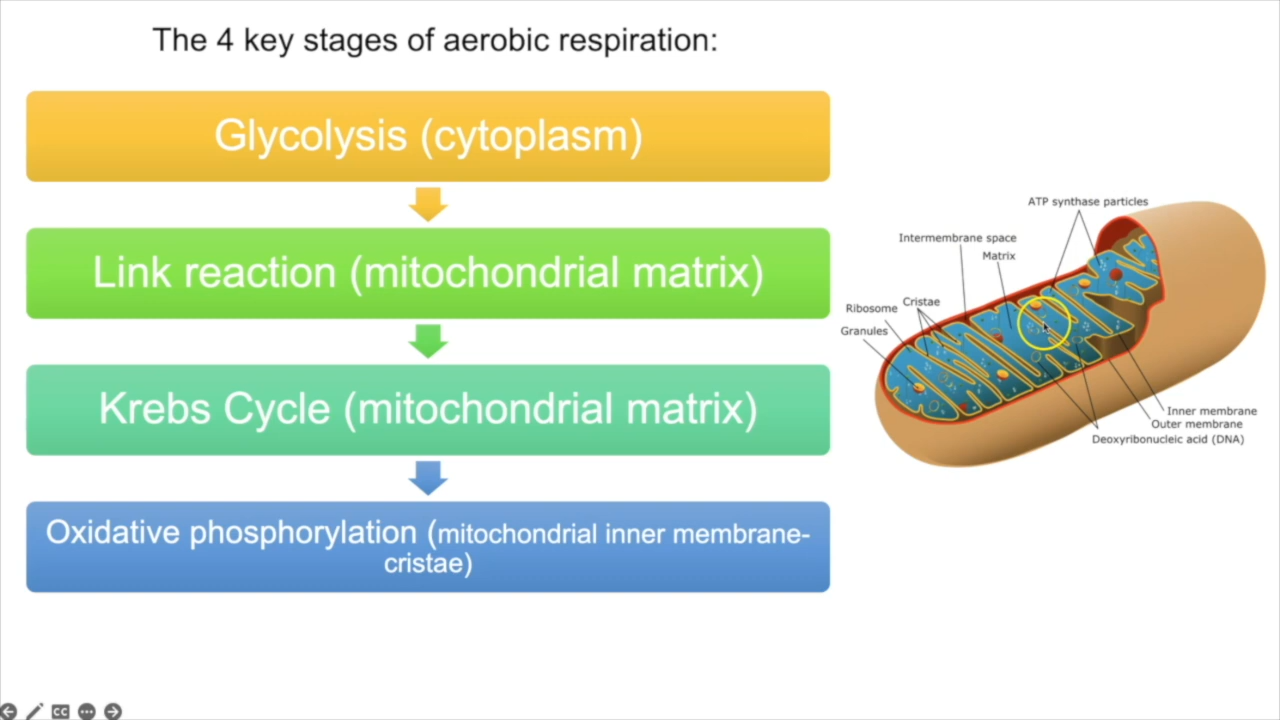 The 4 key stages of aerobic respiration:
Glycolysis (cytoplasm)
Link reaction (mitochondrial matrix)
Krebs Cycle (mitochondrial matrix)
Oxidative phosphorylation (mitochondrial inner membrane-
cristae)
ATP synthase particles
Intermembrane space
Matrix
Cristae
Ribosome
Granules
Inner membrane
Outer membrane
Deoxyribonucleic acid (DNA)
CC